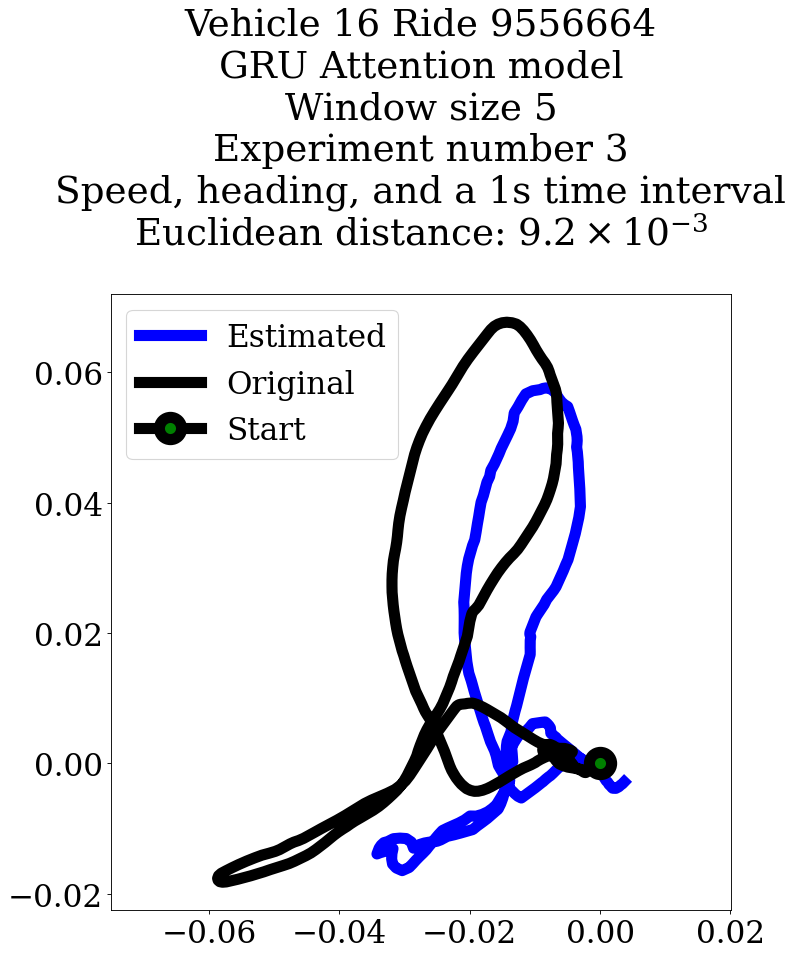 Vehicle 16 Ride 9556664
GRU Attention model
Window size 5
Experiment number 3
Speed, heading, and a 1s time interval
Euclidean distance: 9.2 × 10⁻³
Estimated
Original
Start
0.06
0.04
0.02
0.00
−0.02
−0.06 −0.04 −0.02 0.00 0.02